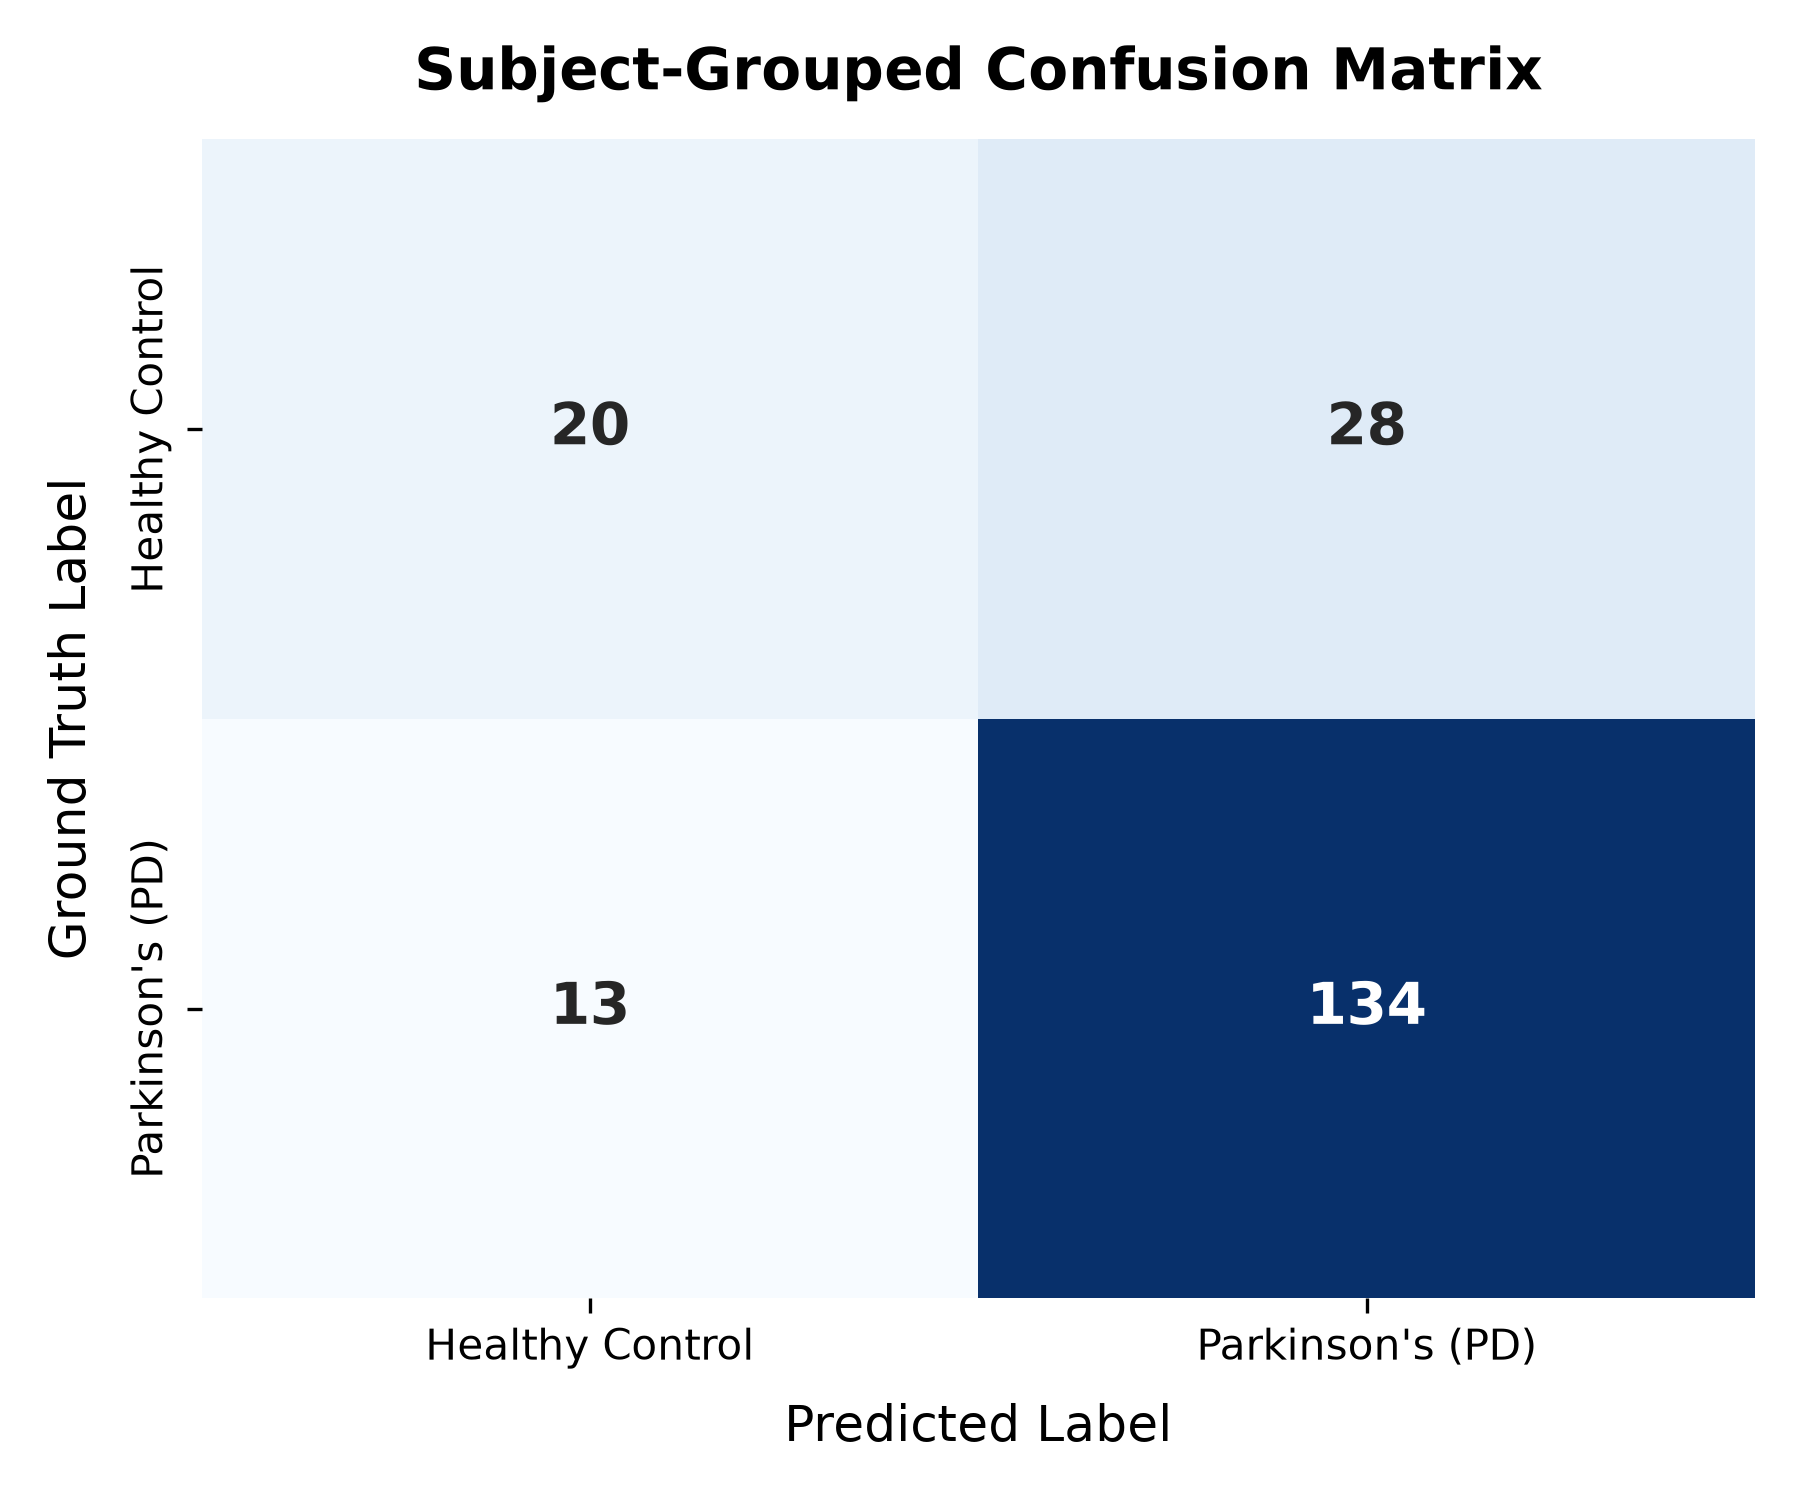 Subject-Grouped Confusion Matrix
Ground Truth Label
Healthy Control
20
28
Parkinson's (PD)
13
134
Healthy Control
Parkinson's (PD)
Predicted Label